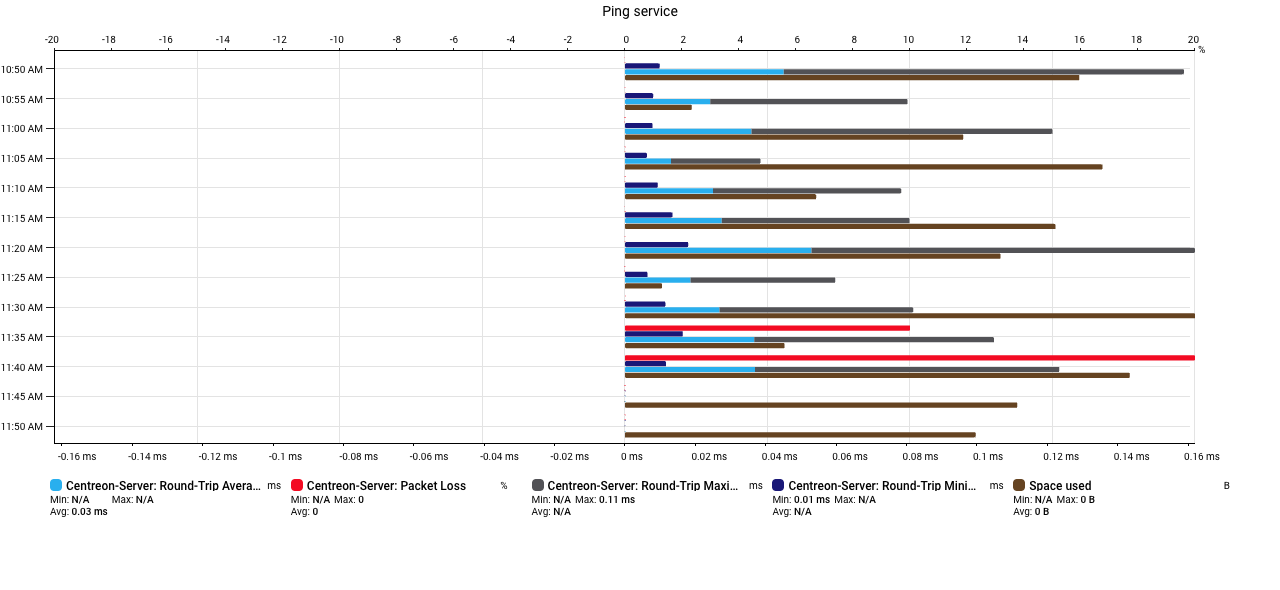 Ping service
-20 -18 -16 -14 -12 -10 -8 -6 -4 -2 0 2 4 6 8 10 12 14 16 18 20
%
10:50 AM
10:55 AM
11:00 AM
11:05 AM
11:10 AM
11:15 AM
11:20 AM
11:25 AM
11:30 AM
11:35 AM
11:40 AM
11:45 AM
11:50 AM
-0.16 ms -0.14 ms -0.12 ms -0.1 ms -0.08 ms -0.06 ms -0.04 ms -0.02 ms 0 ms 0.02 ms 0.04 ms 0.06 ms 0.08 ms 0.1 ms 0.12 ms 0.14 ms 0.16 ms
Centreon-Server: Round-Trip Avera... ms
Min: N/A Max: N/A
Avg: 0.03 ms
Centreon-Server: Packet Loss %
Min: N/A Max: 0
Avg: 0
Centreon-Server: Round-Trip Maxi... ms
Min: N/A Max: 0.11 ms
Avg: N/A
Centreon-Server: Round-Trip Mini... ms
Min: 0.01 ms Max: N/A
Avg: N/A
Space used B
Min: N/A Max: 0 B
Avg: 0 B